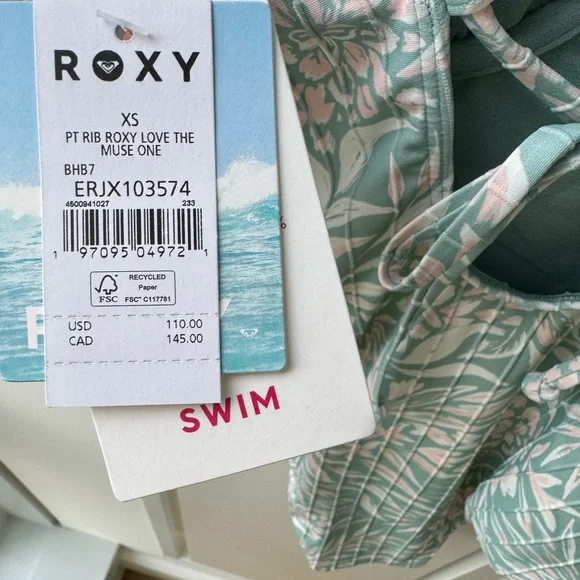 ROXY
XS
PT RIB ROXY LOVE THE
MUSE ONE
BHB7
ERJX103574
4500941027 233
1 97095 04972 1
FSC
RECYCLED
Paper
FSC™ C117781
USD 110.00
CAD 145.00
%
SWIM